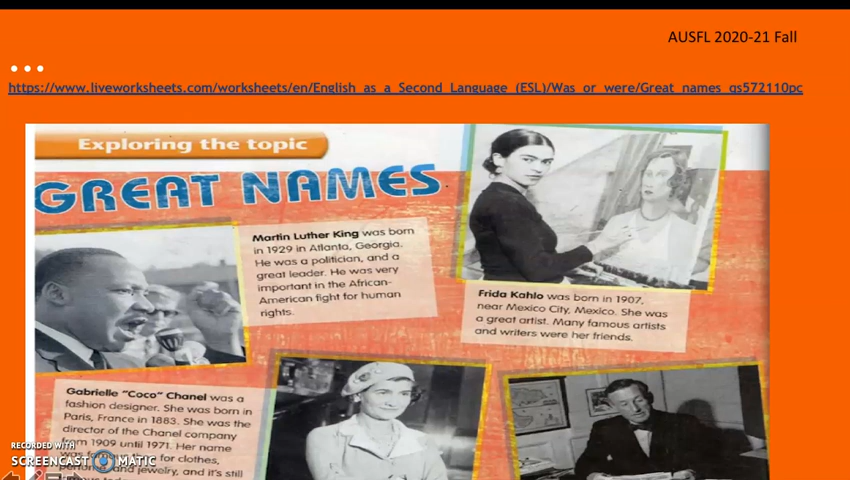 AUSFL 2020-21 Fall
https://www.liveworksheets.com/worksheets/en/English_as_a_Second_Language_(ESL)/Was_or_were/Great_names_qs572110pc
Exploring the topic
GREAT NAMES
Martin Luther King was born
in 1929 in Atlanta, Georgia.
He was a politician, and a
great leader. He was very
important in the African-
American fight for human
rights.
Frida Kahlo was born in 1907,
near Mexico City, Mexico. She was
a great artist. Many famous artists
and writers were her friends.
Gabrielle "Coco" Chanel was a
fashion designer. She was born in
Paris, France in 1883. She was the
director of the Chanel company
from 1909 until 1971. Her name
was for clothes,
and jewelry, and it's still
RECORDED WITH
SCREENCAST MATIC